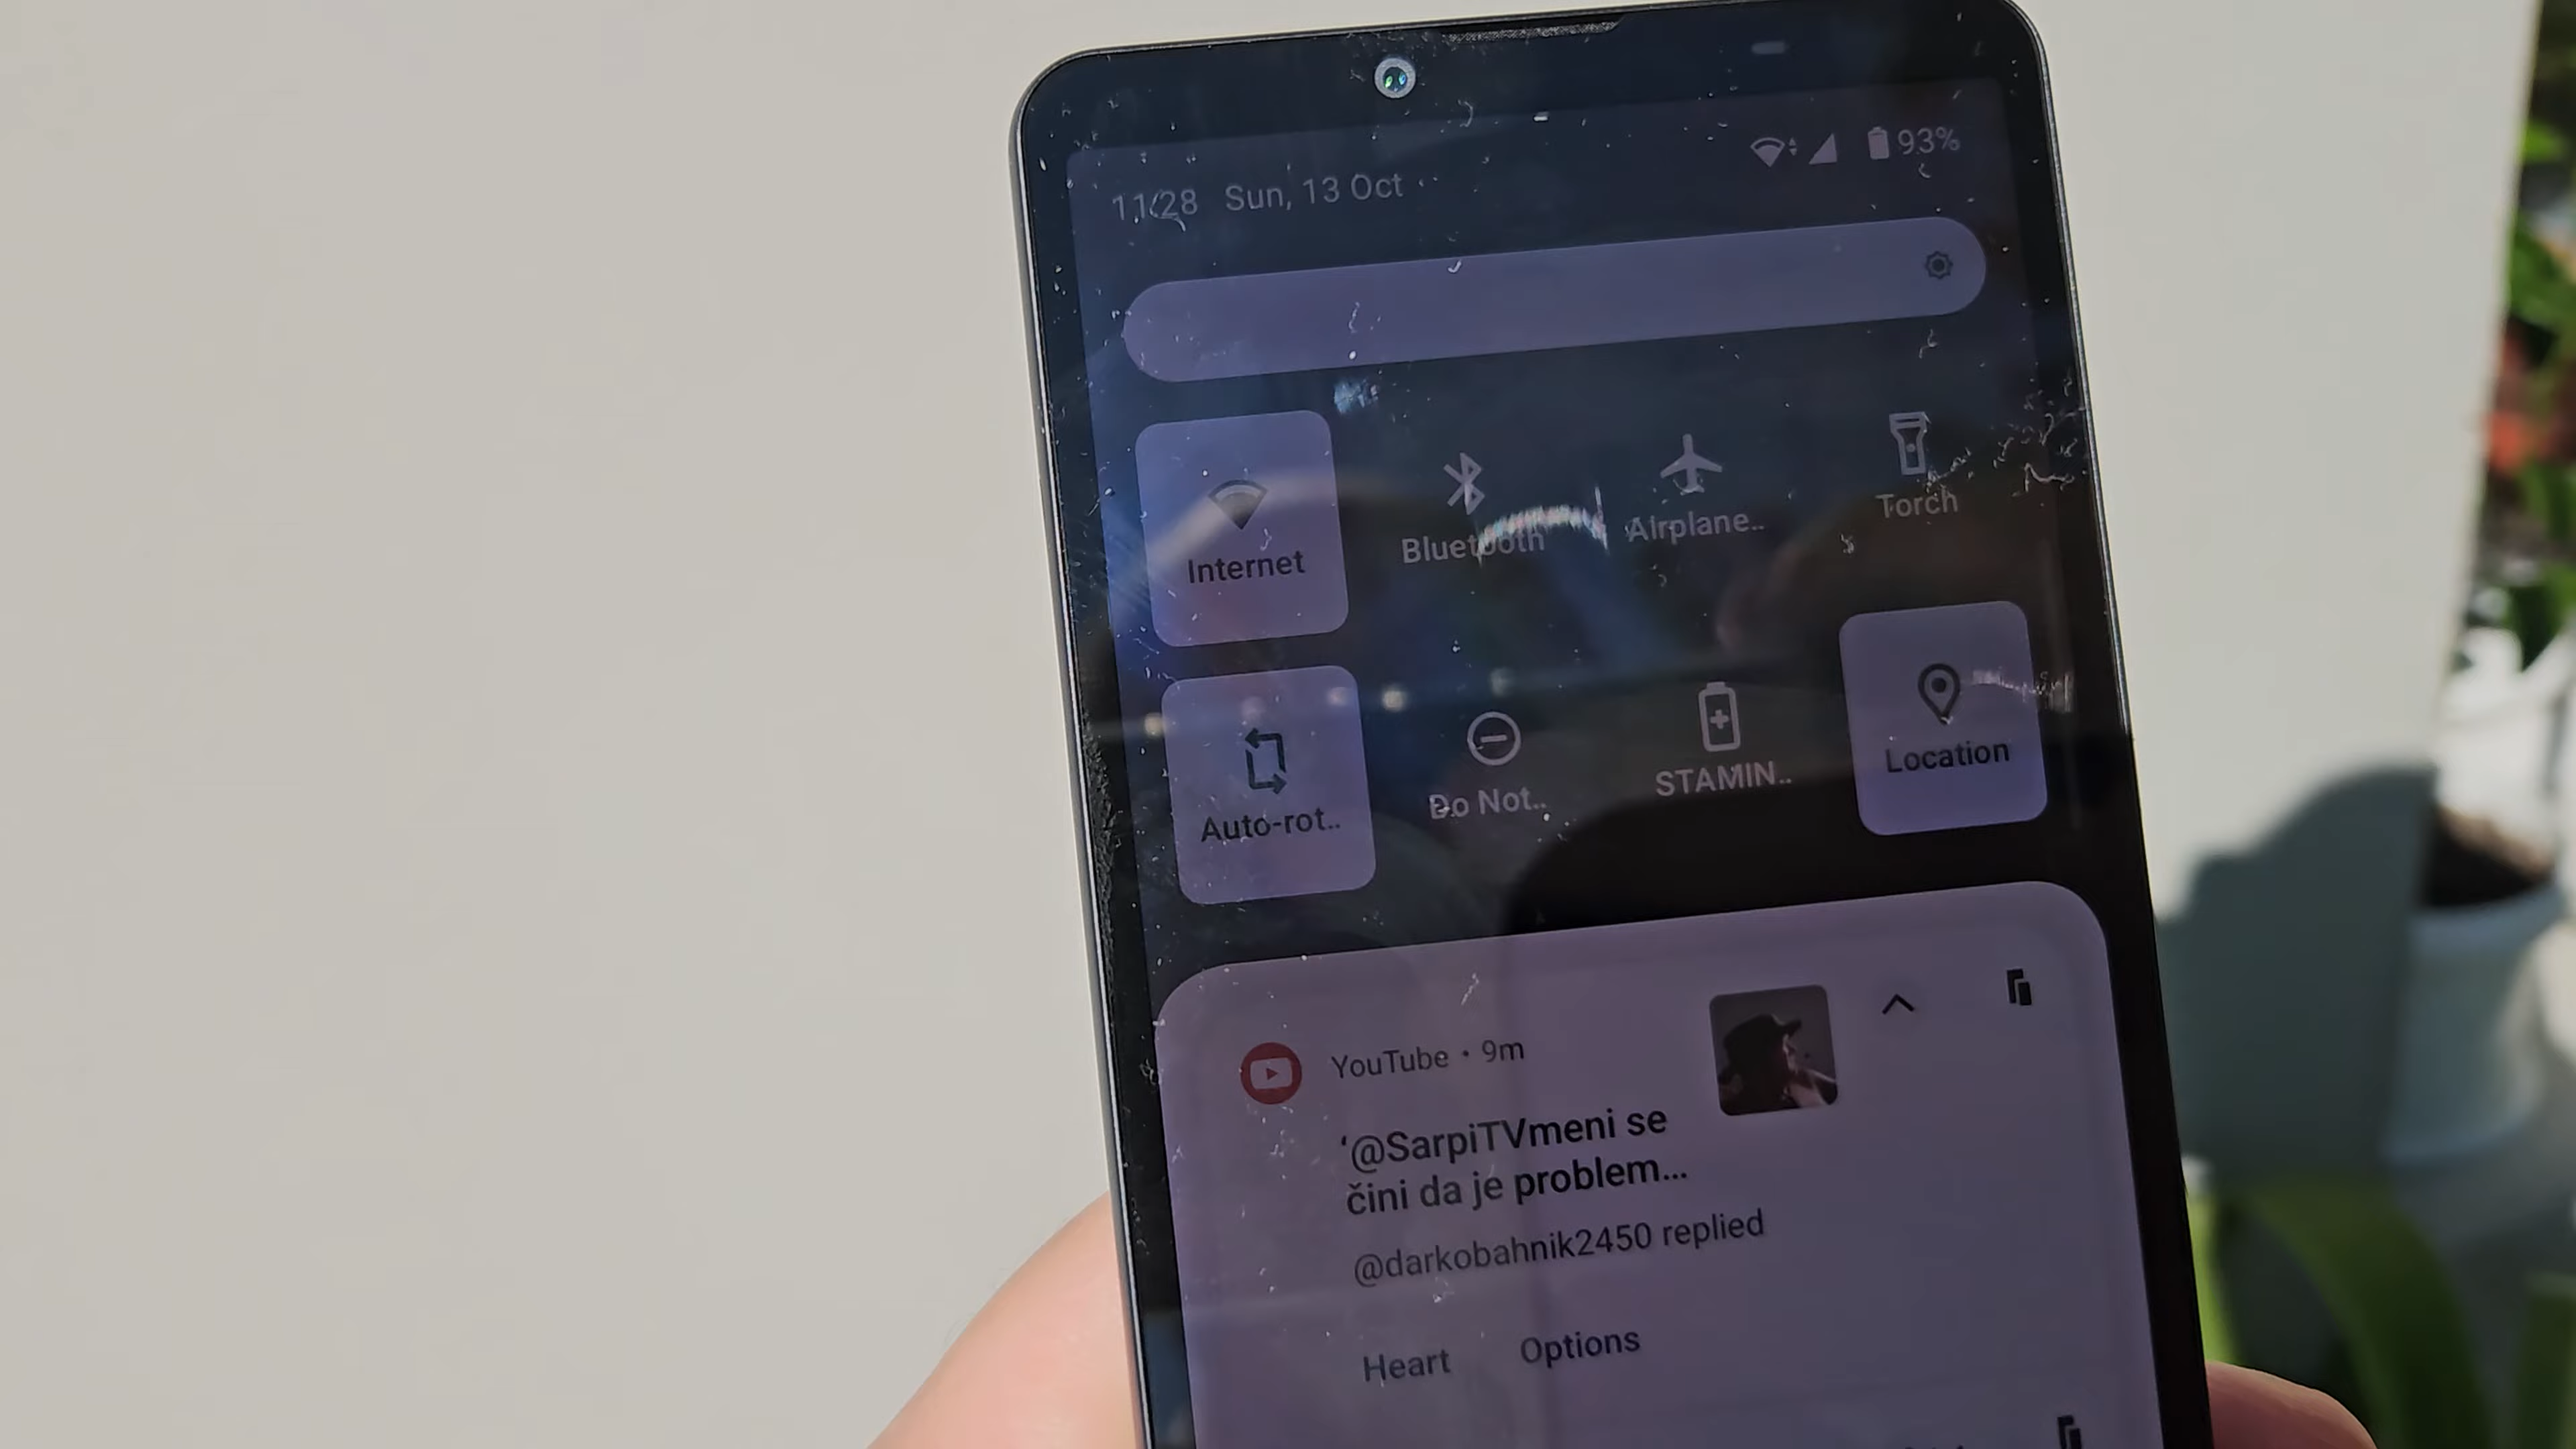 11:28 Sun, 13 Oct
93%
Internet
Bluetooth
Airplane..
Torch
Auto-rot..
Do Not..
STAMIN..
Location
YouTube • 9m
‘@SarpiTVmeni se
čini da je problem...
@darkobahnik2450 replied
Heart Options